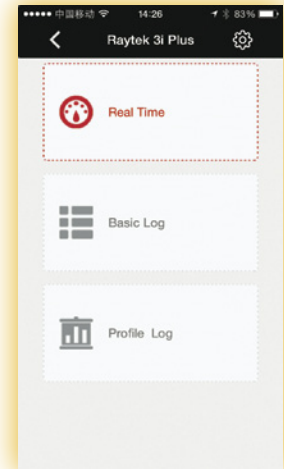 中国移动 14:26 83%
Raytek 3i Plus
Real Time
Basic Log
Profile Log